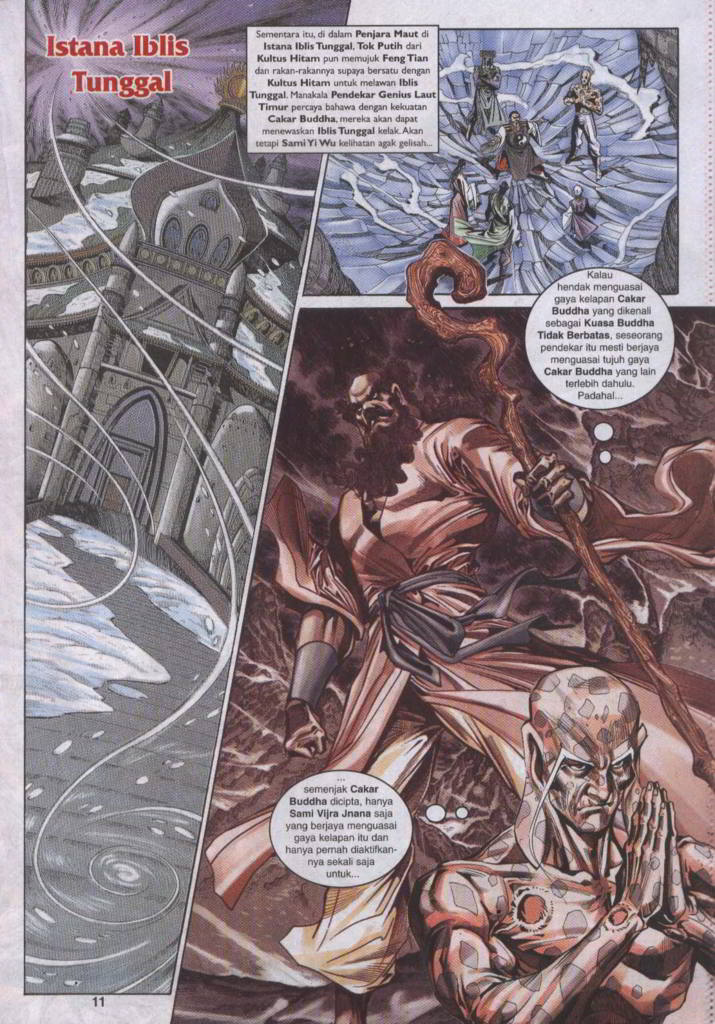 Istana Iblis
Tunggal
Sementara itu, di dalam Penjara Maut di
Istana Iblis Tunggal, Tok Putih dari
Kultus Hitam pun memujuk Feng Tian
dan rakan-rakannya supaya bersatu dengan
Kultus Hitam untuk melawan Iblis
Tunggal. Manakala Pendekar Genius Laut
Timur percaya bahawa dengan kekuatan
Cakar Buddha, mereka akan dapat
menewaskan Iblis Tunggal kelak. Akan
tetapi Sami Yi Wu kelihatan agak gelisah...
Kalau
hendak menguasai
gaya kelapan Cakar
Buddha yang dikenali
sebagai Kuasa Buddha
Tidak Berbatas, seseorang
pendekar itu mesti berjaya
menguasai tujuh gaya
Cakar Buddha yang lain
terlebih dahulu.
Padahal...
...
semenjak Cakar
Buddha dicipta, hanya
Sami Vijra Jnana saja
yang berjaya menguasai
gaya kelapan itu dan
hanya pernah diaktifkan-
nya sekali saja
untuk...
11